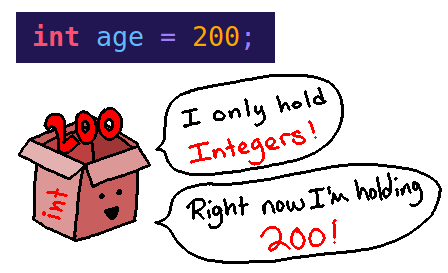 int age = 200;
200
int
I only hold
Integers!
Right now I'm holding
200!